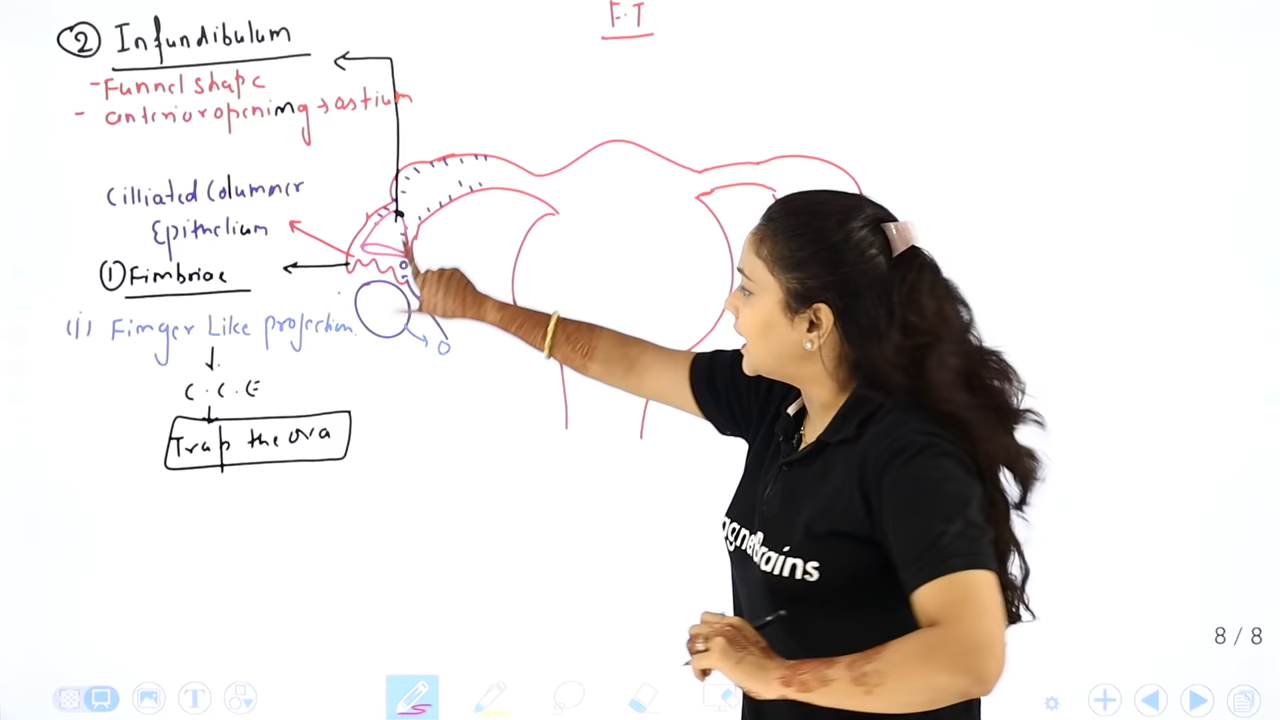 F.T
② Infundibulum
- Funnel shape
- anterior opening → ostium
Cilliated Columner
Epithelium
① Fimbriae
(i) Finger Like projection
C.C.E
Trap the ova
O
agnetBrains
8 / 8